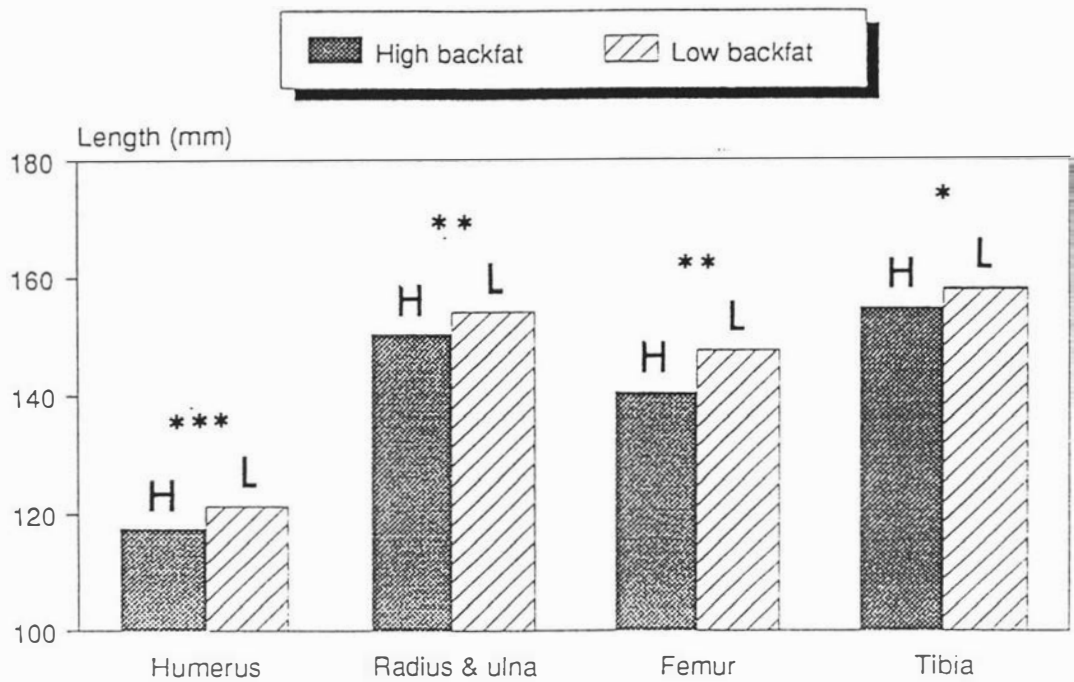 High backfat Low backfat
Length (mm)
180
160
140
120
100
* * *
H L
* *
H L
* *
H L
*
H L
Humerus Radius & ulna Femur Tibia